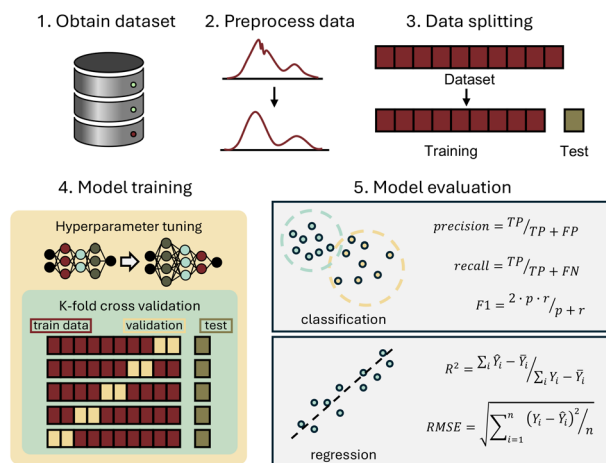 1. Obtain dataset
2. Preprocess data
3. Data splitting
Dataset
Training
Test
4. Model training
Hyperparameter tuning
K-fold cross validation
train data
validation
test
5. Model evaluation
precision = TP/TP + FP
recall = TP/TP + FN
F1 = 2 · p · r/p + r
classification
R² = ∑ᵢ Ŷᵢ − Ȳᵢ/∑ᵢ Yᵢ − Ȳᵢ
RMSE = √∑ⁿᵢ₌₁ (Yᵢ − Ŷᵢ)²/n
regression